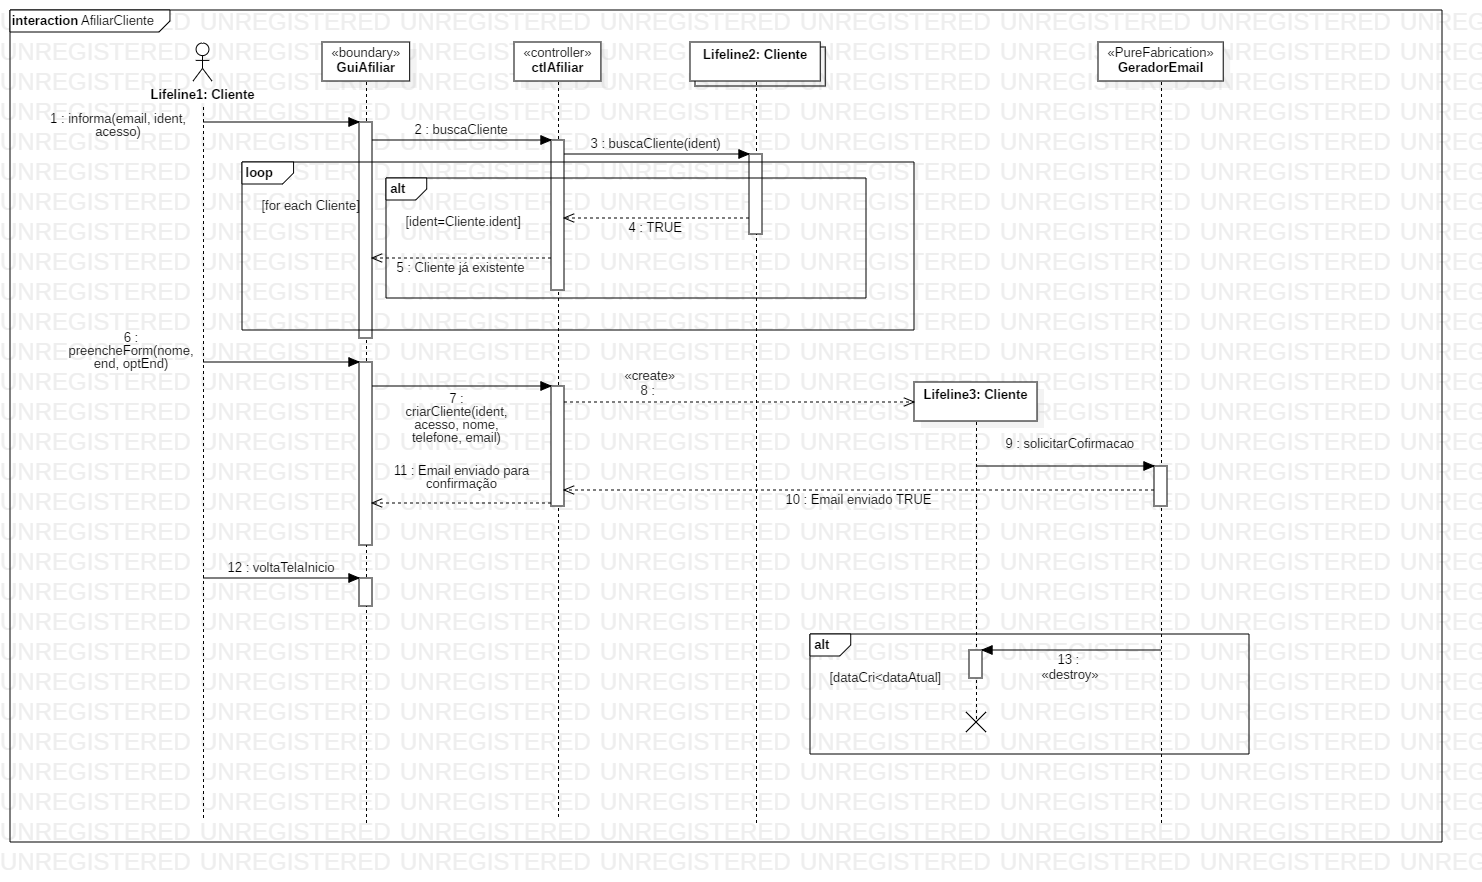 interaction AfiliarCliente
Lifeline1: Cliente
«boundary»
GuiAfiliar
«controller»
ctlAfiliar
Lifeline2: Cliente
«PureFabrication»
GeradorEmail
1 : informa(email, ident,
acesso)
2 : buscaCliente
3 : buscaCliente(ident)
loop
[for each Cliente]
alt
[ident=Cliente.ident]
4 : TRUE
5 : Cliente já existente
6 :
preencheForm(nome,
end, optEnd)
7 :
criarCliente(ident,
acesso, nome,
telefone, email)
«create»
8 :
Lifeline3: Cliente
9 : solicitarCofirmacao
10 : Email enviado TRUE
11 : Email enviado para
confirmação
12 : voltaTelaInicio
alt
[dataCri<dataAtual]
13 :
«destroy»
UNREGISTERED